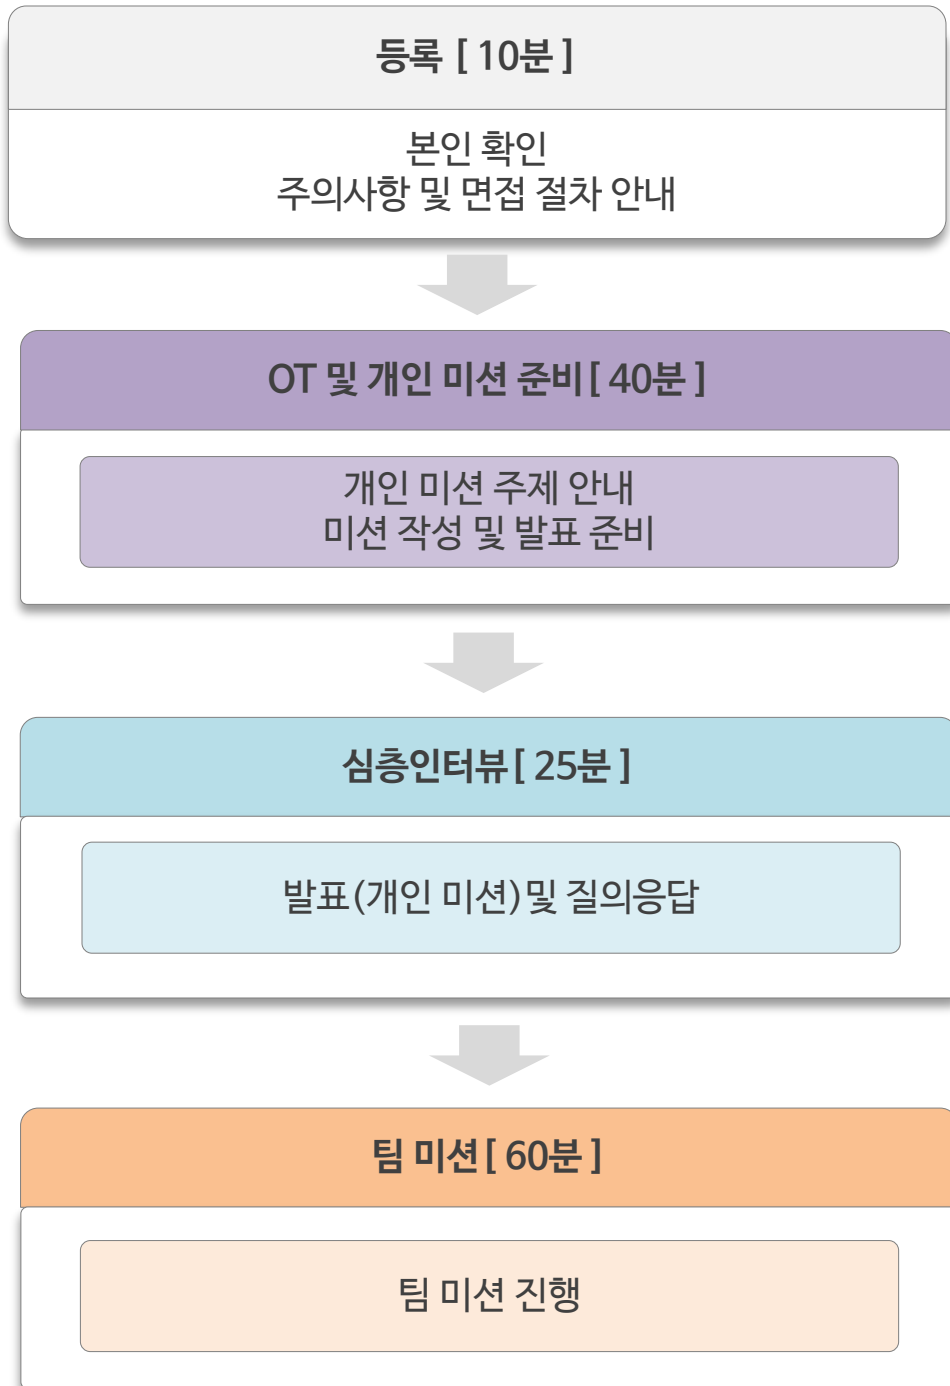 등록 [ 10분 ]
본인 확인
주의사항 및 면접 절차 안내
OT 및 개인 미션 준비 [ 40분 ]
개인 미션 주제 안내
미션 작성 및 발표 준비
심층인터뷰 [ 25분 ]
발표(개인 미션) 및 질의응답
팀 미션 [ 60분 ]
팀 미션 진행